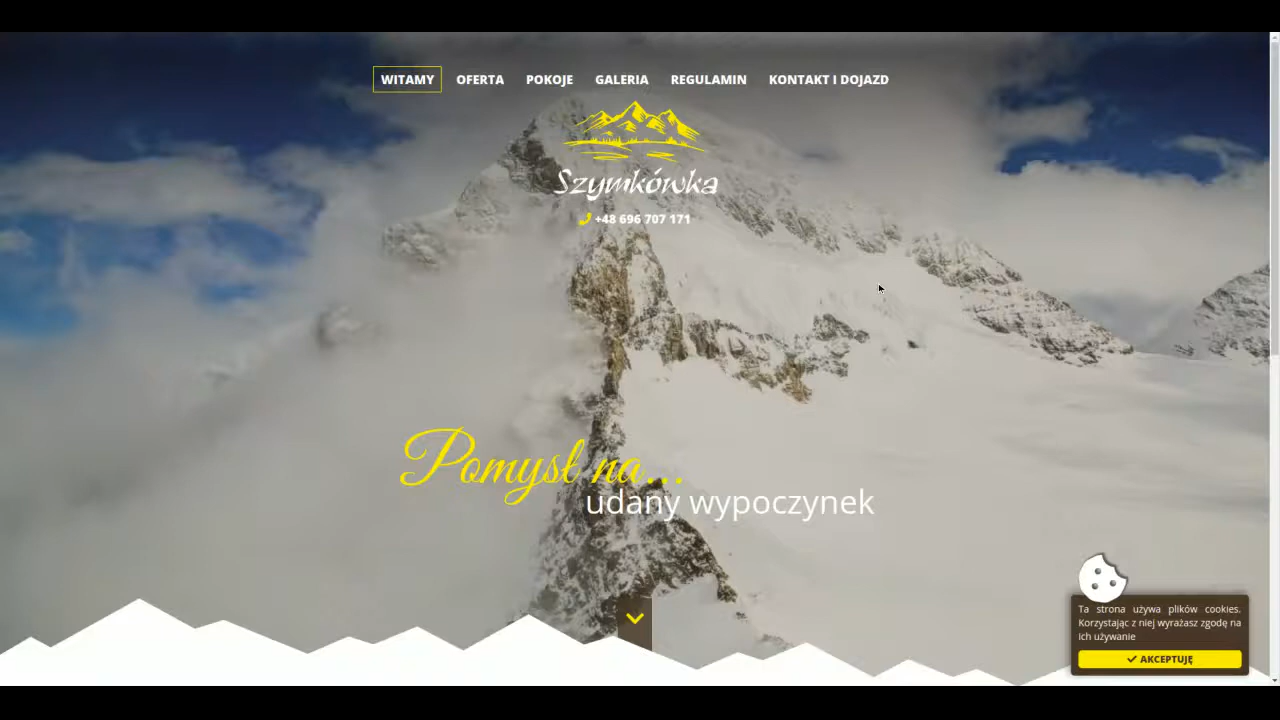 WITAMY OFERTA POKOJE GALERIA REGULAMIN KONTAKT I DOJAZD
Szymkówka
+48 696 707 171
Pomysł na...
udany wypoczynek
Ta strona używa plików cookies.
Korzystając z niej wyrażasz zgodę na
ich używanie
AKCEPTUJĘ